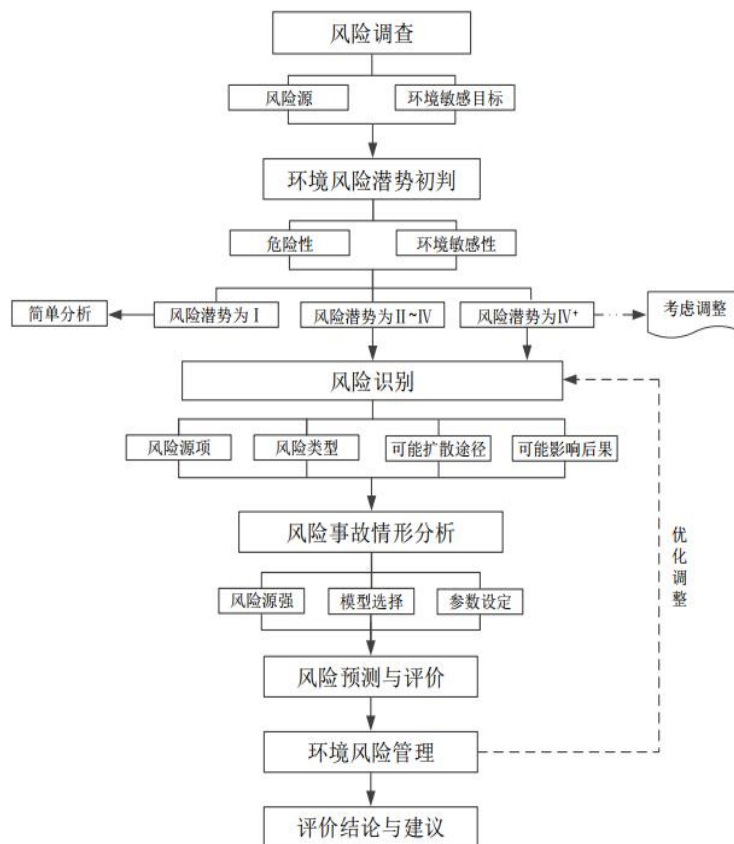 风险调查
风险源
环境敏感目标
环境风险潜势初判
危险性
环境敏感性
简单分析
风险潜势为Ⅰ
风险潜势为Ⅱ~Ⅳ
风险潜势为Ⅳ⁺
考虑调整
风险识别
风险源项
风险类型
可能扩散途径
可能影响后果
风险事故情形分析
优化调整
风险源强
模型选择
参数设定
风险预测与评价
环境风险管理
评价结论与建议